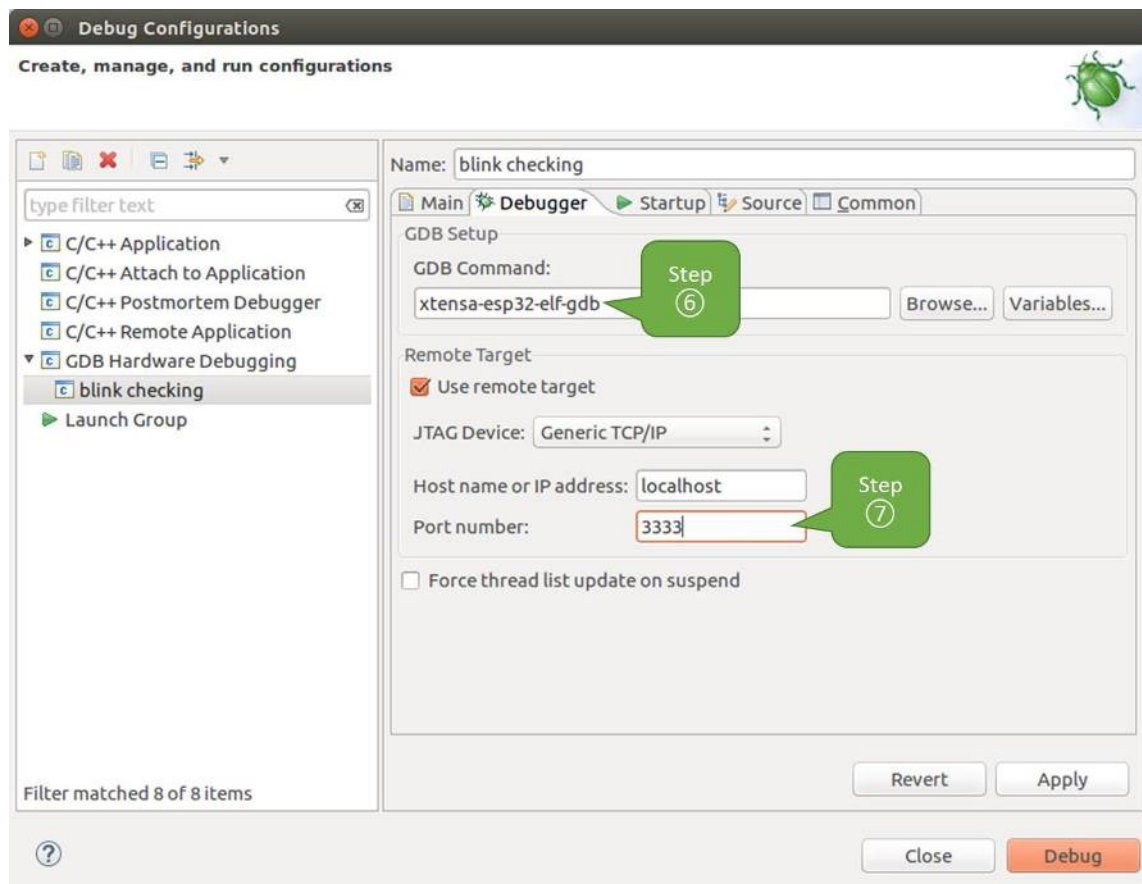 Debug Configurations
Create, manage, and run configurations
type filter text
C/C++ Application
C/C++ Attach to Application
C/C++ Postmortem Debugger
C/C++ Remote Application
GDB Hardware Debugging
blink checking
Launch Group
Filter matched 8 of 8 items
Name: blink checking
Main Debugger Startup Source Common
GDB Setup
GDB Command:
xtensa-esp32-elf-gdb Browse... Variables...
Step
⑥
Remote Target
Use remote target
JTAG Device: Generic TCP/IP
Host name or IP address: localhost
Port number: 3333
Step
⑦
Force thread list update on suspend
Revert Apply
Close Debug